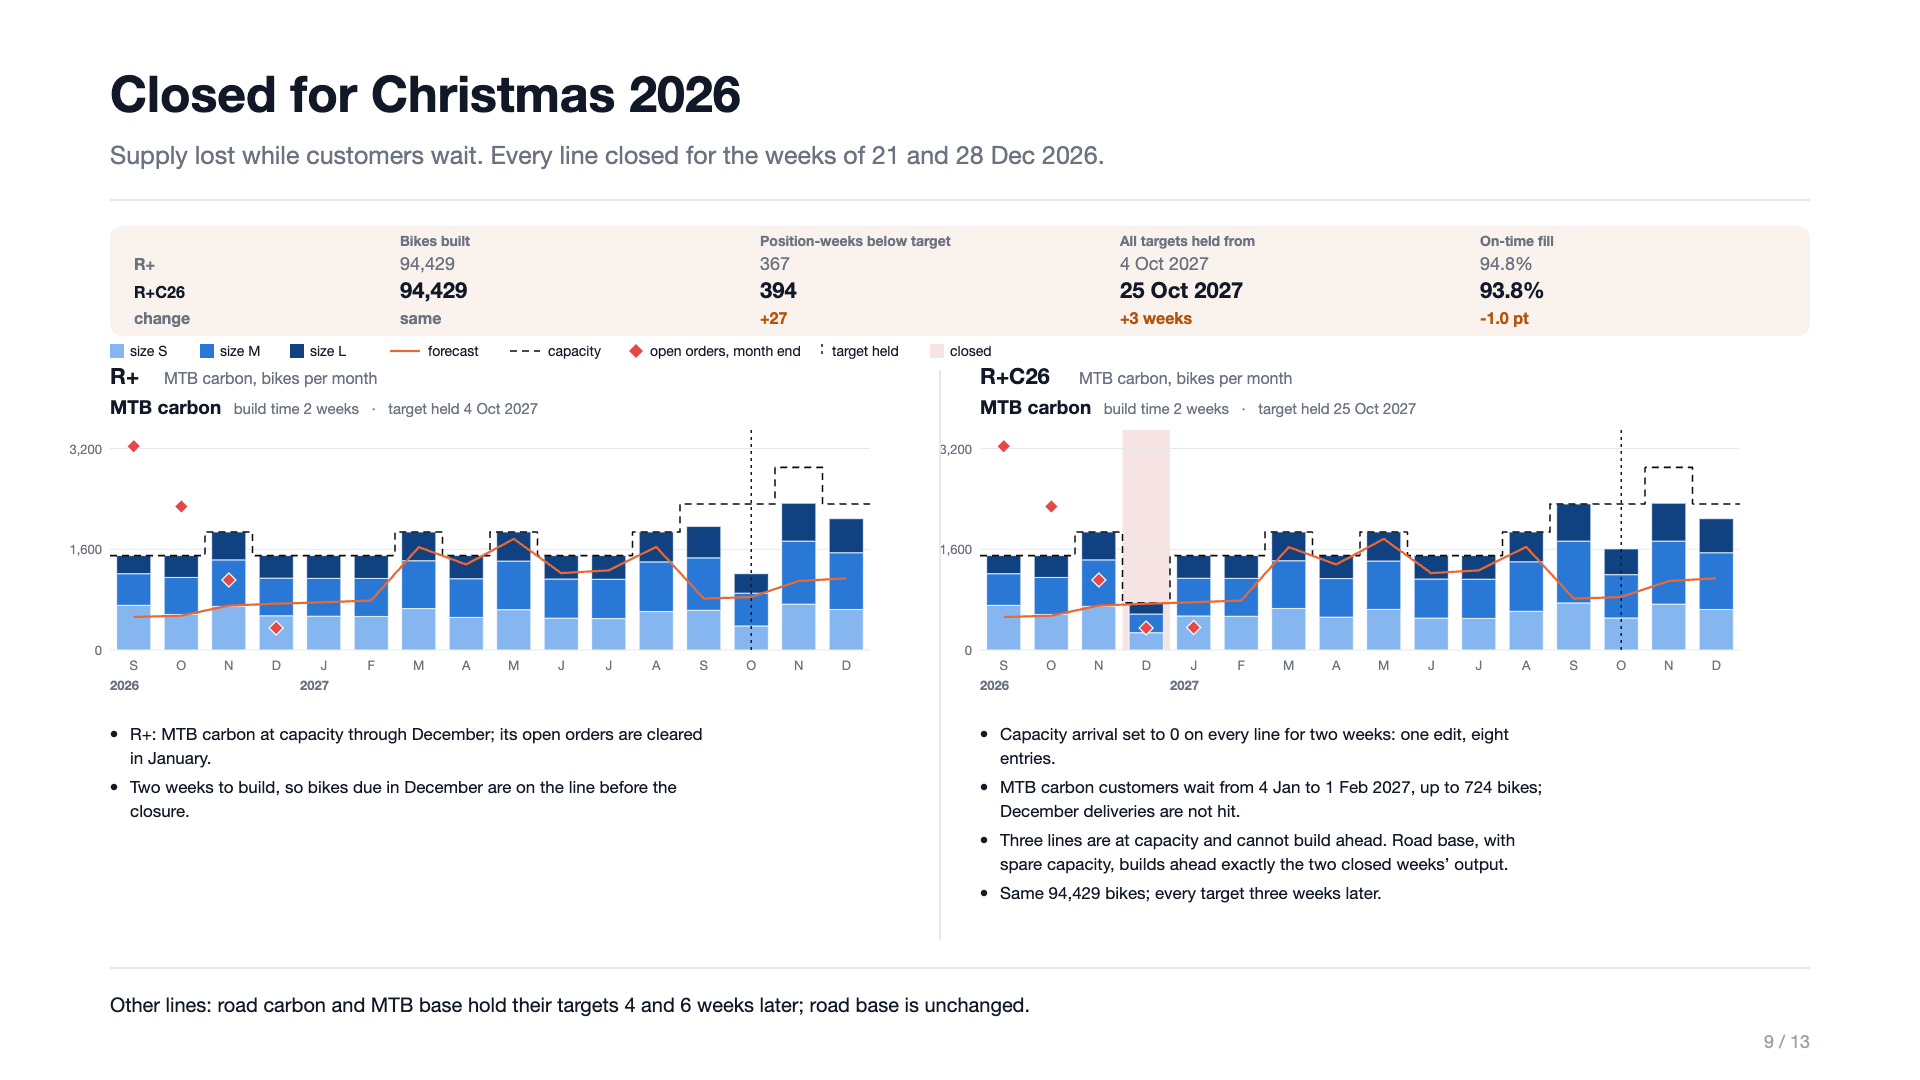 Closed for Christmas 2026
Supply lost while customers wait. Every line closed for the weeks of 21 and 28 Dec 2026.
Bikes built Position-weeks below target All targets held from On-time fill
R+ 94,429 367 4 Oct 2027 94.8%
R+C26 94,429 394 25 Oct 2027 93.8%
change same +27 +3 weeks -1.0 pt
size S size M size L forecast capacity open orders, month end target held closed
R+ MTB carbon, bikes per month
MTB carbon build time 2 weeks · target held 4 Oct 2027
3,200
1,600
0
S O N D J F M A M J J A S O N D
2026 2027
• R+: MTB carbon at capacity through December; its open orders are cleared
in January.
• Two weeks to build, so bikes due in December are on the line before the
closure.
R+C26 MTB carbon, bikes per month
MTB carbon build time 2 weeks · target held 25 Oct 2027
3,200
1,600
0
S O N D J F M A M J J A S O N D
2026 2027
• Capacity arrival set to 0 on every line for two weeks: one edit, eight
entries.
• MTB carbon customers wait from 4 Jan to 1 Feb 2027, up to 724 bikes;
December deliveries are not hit.
• Three lines are at capacity and cannot build ahead. Road base, with
spare capacity, builds ahead exactly the two closed weeks’ output.
• Same 94,429 bikes; every target three weeks later.
Other lines: road carbon and MTB base hold their targets 4 and 6 weeks later; road base is unchanged.
9 / 13